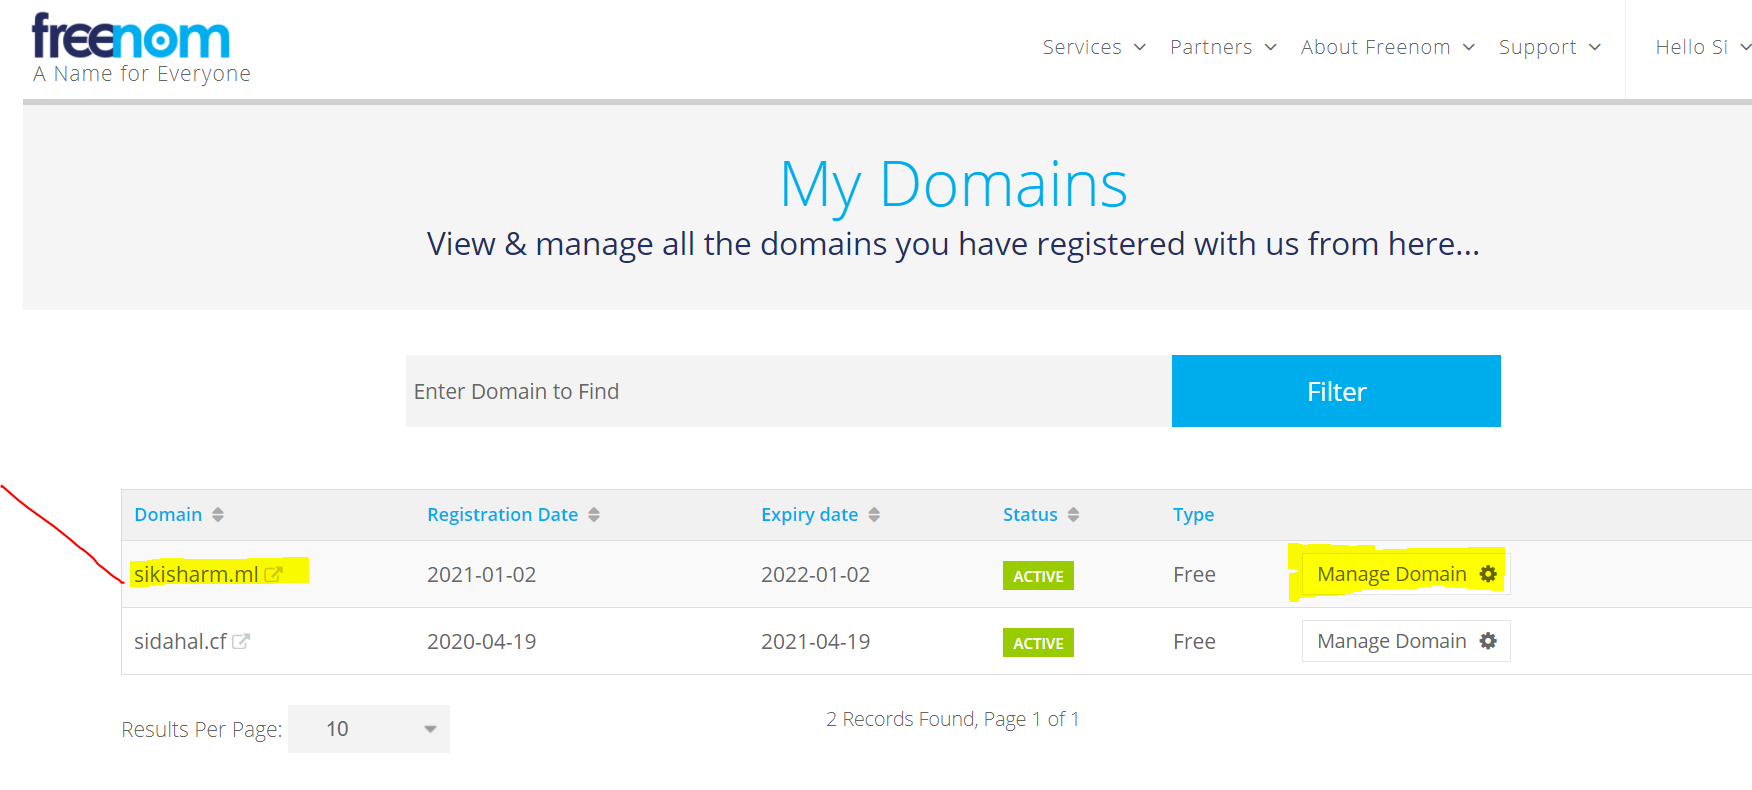 freenom
A Name for Everyone
Services Partners About Freenom Support Hello Si
My Domains
View & manage all the domains you have registered with us from here...
Enter Domain to Find Filter
Domain Registration Date Expiry date Status Type
sikisharm.ml 2021-01-02 2022-01-02 ACTIVE Free Manage Domain
sidahal.cf 2020-04-19 2021-04-19 ACTIVE Free Manage Domain
Results Per Page: 10 2 Records Found, Page 1 of 1